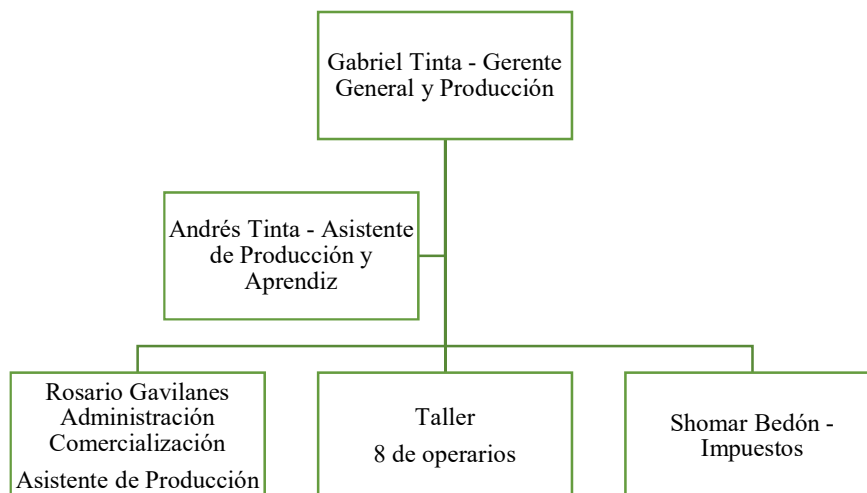 Gabriel Tinta - Gerente
General y Producción
Andrés Tinta - Asistente
de Producción y
Aprendiz
Rosario Gavilanes
Administración
Comercialización
Asistente de Producción
Taller
8 de operarios
Shomar Bedón -
Impuestos